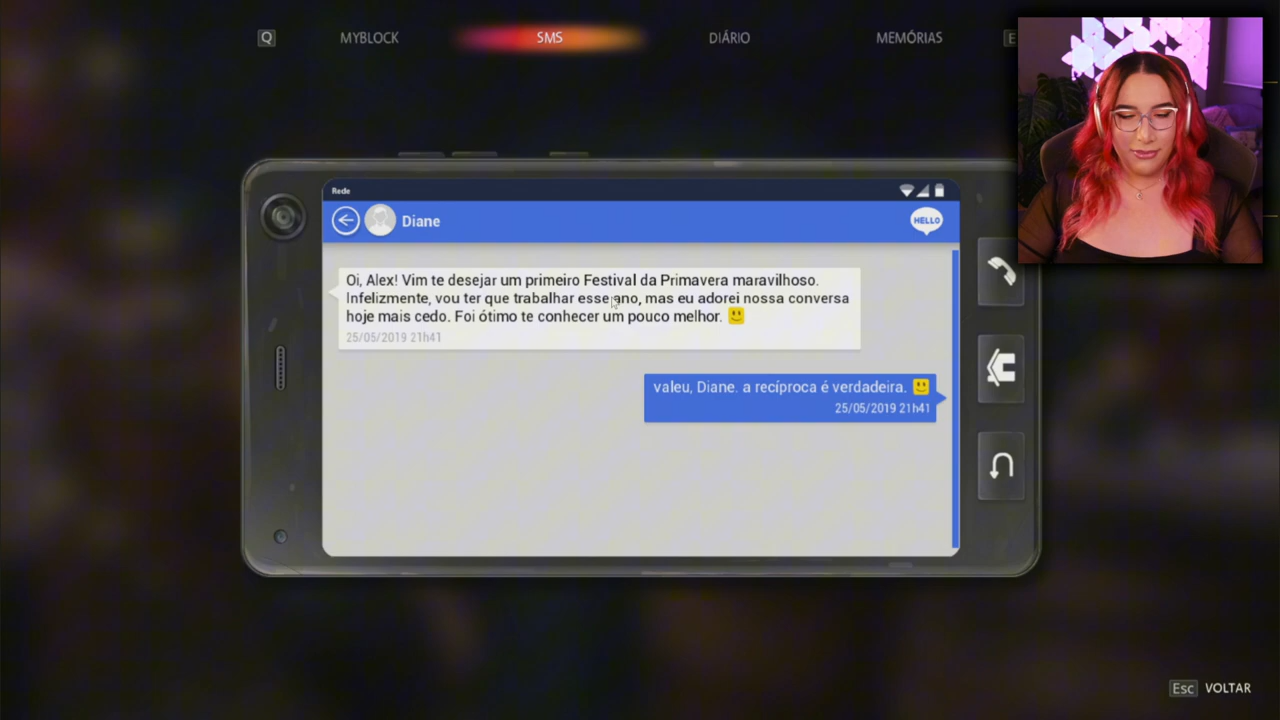 Q MYBLOCK SMS DIÁRIO MEMÓRIAS E
Rede
Diane HELLO
Oi, Alex! Vim te desejar um primeiro Festival da Primavera maravilhoso.
Infelizmente, vou ter que trabalhar esse ano, mas eu adorei nossa conversa
hoje mais cedo. Foi ótimo te conhecer um pouco melhor.
25/05/2019 21h41
valeu, Diane. a recíproca é verdadeira.
25/05/2019 21h41
Esc VOLTAR